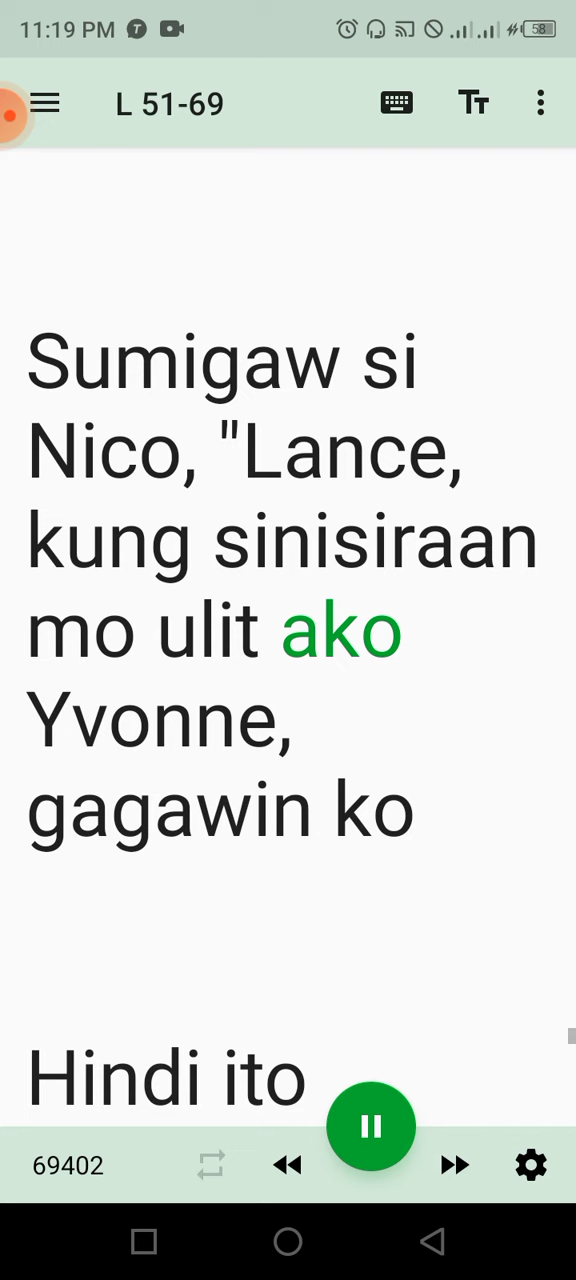 11:19 PM
58
L 51-69
Sumigaw si
Nico, "Lance,
kung sinisiraan
mo ulit ako
Yvonne,
gagawin ko
Hindi ito
69402